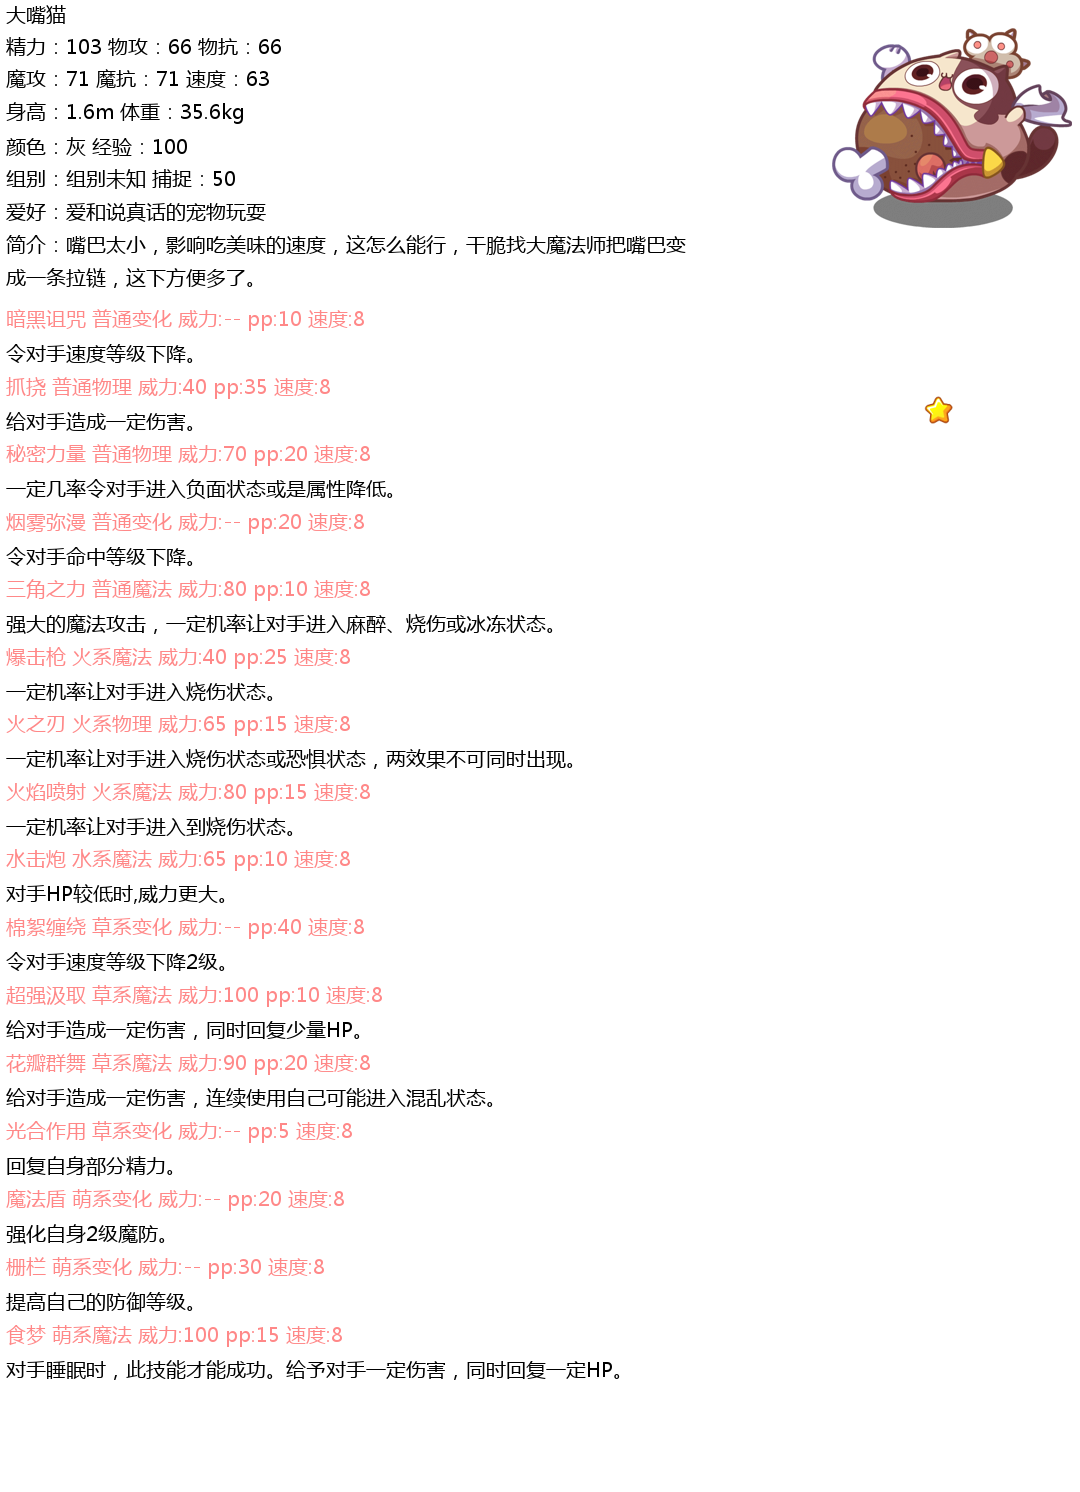 大嘴猫
精力：103 物攻：66 物抗：66
魔攻：71 魔抗：71 速度：63
身高：1.6m 体重：35.6kg
颜色：灰 经验：100
组别：组别未知 捕捉：50
爱好：爱和说真话的宠物玩耍
简介：嘴巴太小，影响吃美味的速度，这怎么能行，干脆找大魔法师把嘴巴变
成一条拉链，这下方便多了。
暗黑诅咒 普通变化 威力:-- pp:10 速度:8
令对手速度等级下降。
抓挠 普通物理 威力:40 pp:35 速度:8
给对手造成一定伤害。
秘密力量 普通物理 威力:70 pp:20 速度:8
一定几率令对手进入负面状态或是属性降低。
烟雾弥漫 普通变化 威力:-- pp:20 速度:8
令对手命中等级下降。
三角之力 普通魔法 威力:80 pp:10 速度:8
强大的魔法攻击，一定机率让对手进入麻醉、烧伤或冰冻状态。
爆击枪 火系魔法 威力:40 pp:25 速度:8
一定机率让对手进入烧伤状态。
火之刃 火系物理 威力:65 pp:15 速度:8
一定机率让对手进入烧伤状态或恐惧状态，两效果不可同时出现。
火焰喷射 火系魔法 威力:80 pp:15 速度:8
一定机率让对手进入到烧伤状态。
水击炮 水系魔法 威力:65 pp:10 速度:8
对手HP较低时,威力更大。
棉絮缠绕 草系变化 威力:-- pp:40 速度:8
令对手速度等级下降2级。
超强汲取 草系魔法 威力:100 pp:10 速度:8
给对手造成一定伤害，同时回复少量HP。
花瓣群舞 草系魔法 威力:90 pp:20 速度:8
给对手造成一定伤害，连续使用自己可能进入混乱状态。
光合作用 草系变化 威力:-- pp:5 速度:8
回复自身部分精力。
魔法盾 萌系变化 威力:-- pp:20 速度:8
强化自身2级魔防。
栅栏 萌系变化 威力:-- pp:30 速度:8
提高自己的防御等级。
食梦 萌系魔法 威力:100 pp:15 速度:8
对手睡眠时，此技能才能成功。给予对手一定伤害，同时回复一定HP。